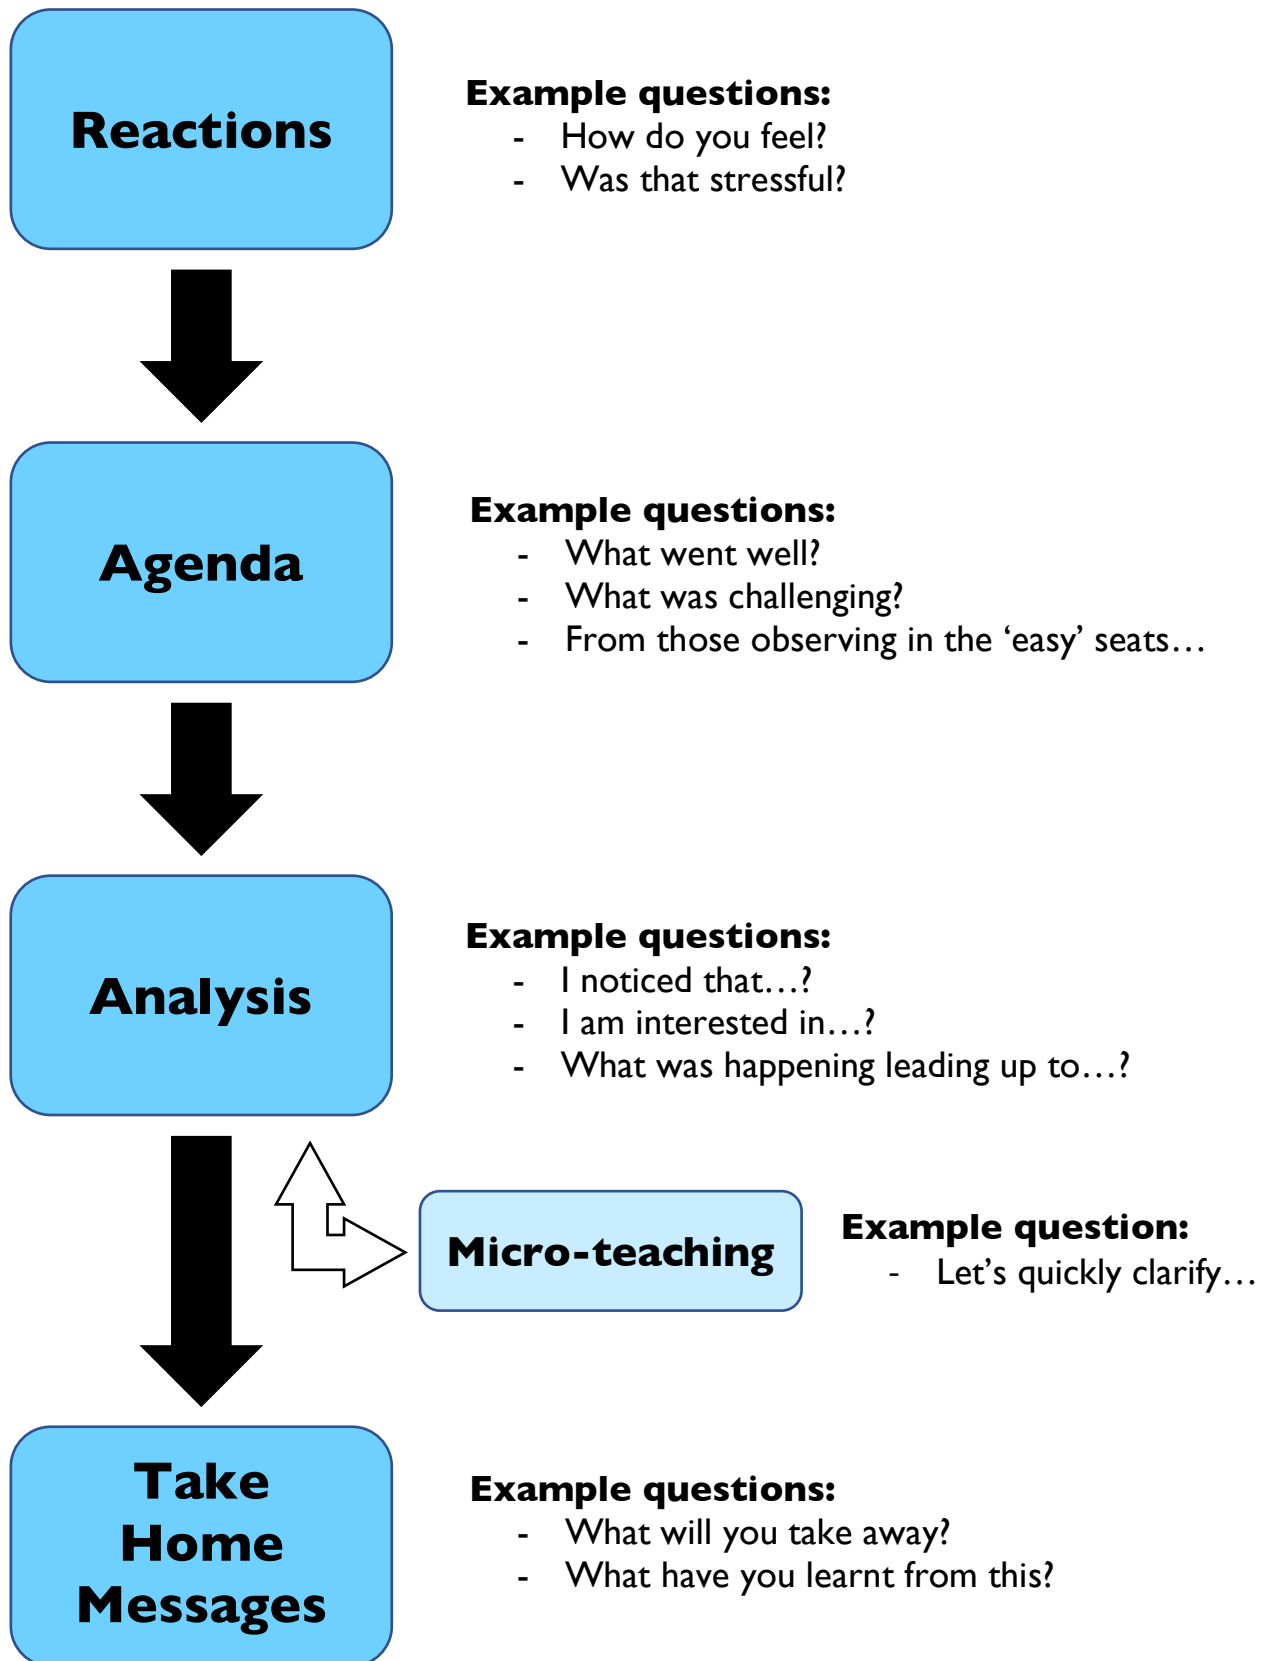 Reactions
Example questions:
- How do you feel?
- Was that stressful?
Agenda
Example questions:
- What went well?
- What was challenging?
- From those observing in the ‘easy’ seats…
Analysis
Example questions:
- I noticed that…?
- I am interested in…?
- What was happening leading up to…?
Micro-teaching
Example question:
- Let’s quickly clarify…
Take
Home
Messages
Example questions:
- What will you take away?
- What have you learnt from this?